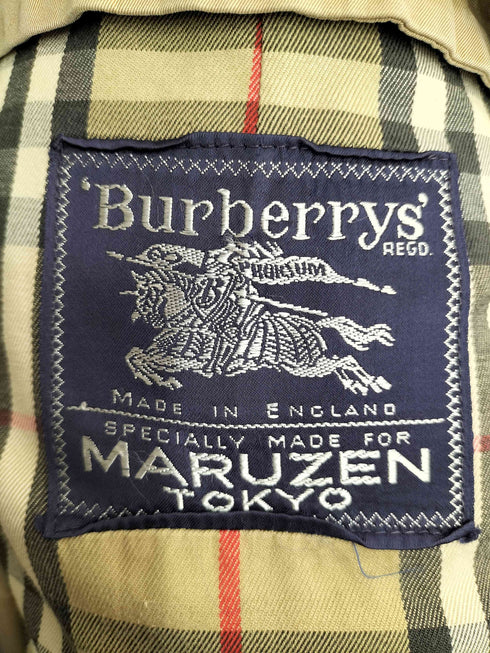 'Burberrys'
REGD.
PRORSUM
B
MADE IN ENGLAND
SPECIALLY MADE FOR
MARUZEN
TOKYO